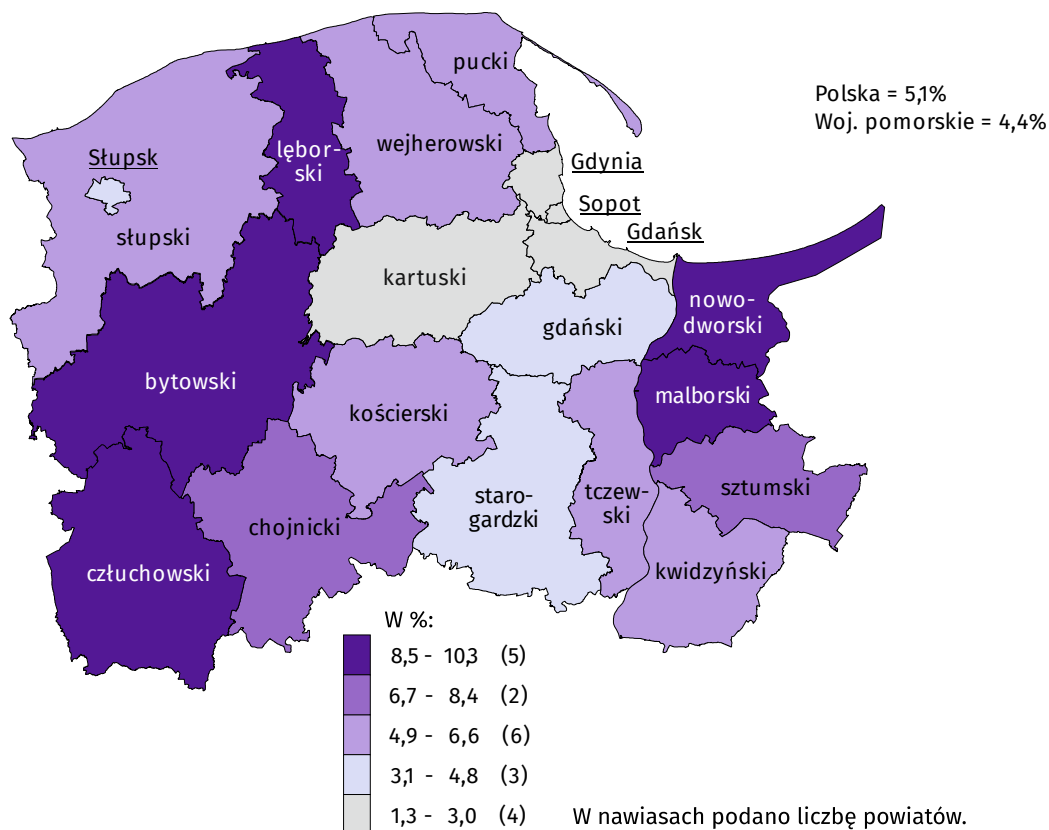 pucki
Polska = 5,1%
Woj. pomorskie = 4,4%
wejherowski
lębor-
ski
Słupsk
Gdynia
Sopot
Gdańsk
słupski
kartuski
nowo-
dworski
gdański
bytowski
malborski
kościerski
sztumski
staro-
gardzki
tczew-
ski
chojnicki
człuchowski
kwidzyński
W %:
8,5 - 10,3 (5)
6,7 - 8,4 (2)
4,9 - 6,6 (6)
3,1 - 4,8 (3)
1,3 - 3,0 (4)
W nawiasach podano liczbę powiatów.